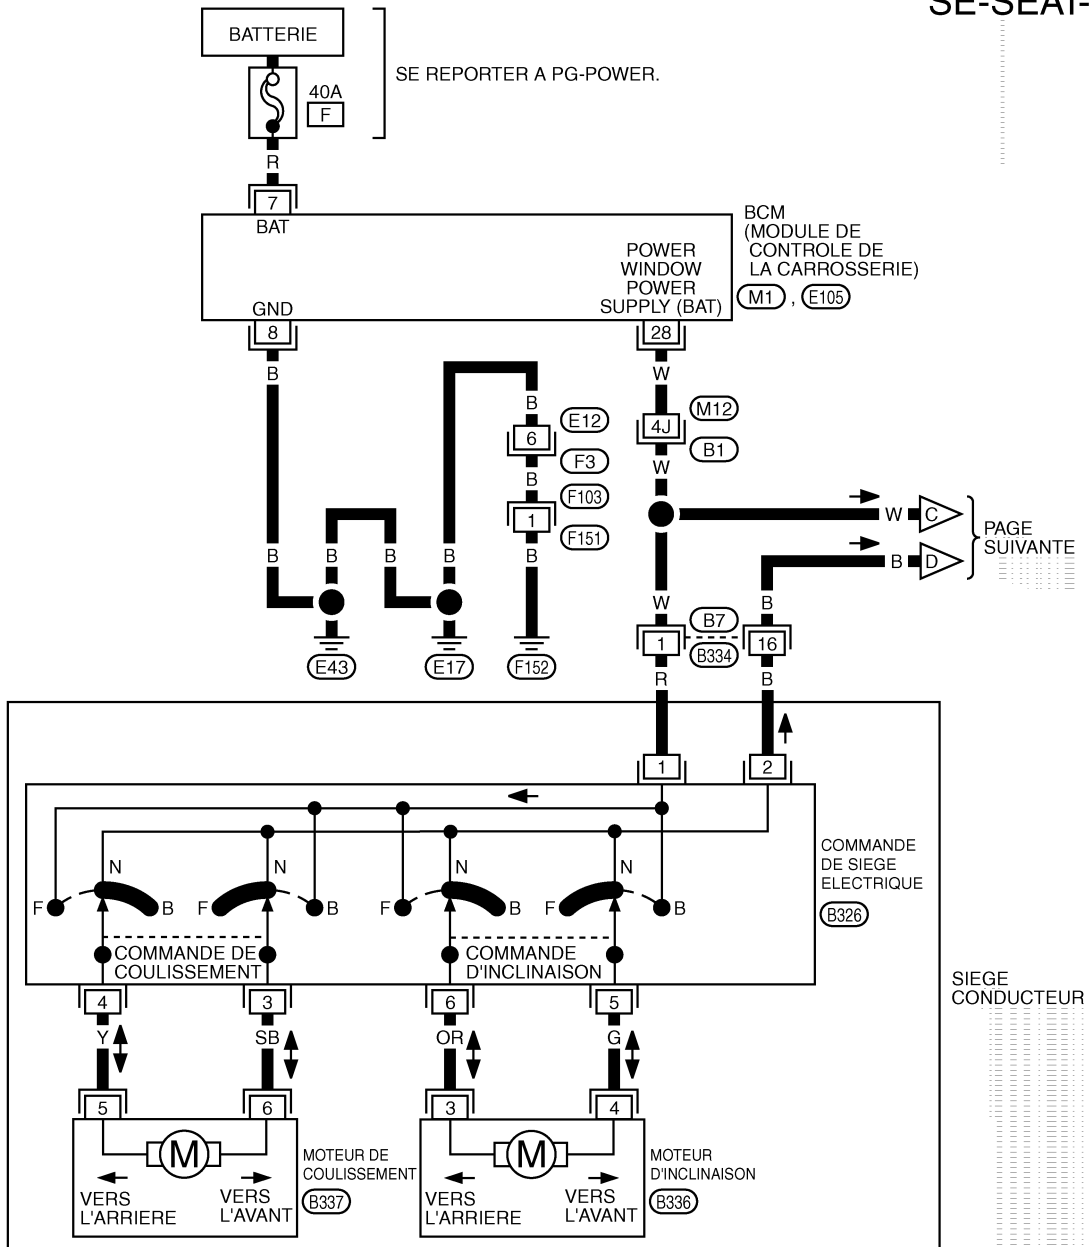 SE-SEAT-
BATTERIE
SE REPORTER A PG-POWER.
40A
F
R
7
BAT
BCM
(MODULE DE
CONTROLE DE
LA CARROSSERIE)
M1 , E105
POWER
WINDOW
POWER
SUPPLY (BAT)
GND
8
28
B
W
B
E12
M12
6
4J
F3
B1
B
W
F103
1
F151
W
C
PAGE
SUIVANTE
B
B
B
B
B
B
D
W
B
B7
1
16
B334
E43
E17
F152
R
B
1
2
N
N
N
N
F
B
F
B
F
B
F
B
COMMANDE
DE SIEGE
ELECTRIQUE
B326
COMMANDE DE
COULISSEMENT
COMMANDE
D'INCLINAISON
4
3
6
5
SIEGE
CONDUCTEUR
Y
SB
OR
G
5
6
3
4
M
M
MOTEUR DE
COULISSEMENT
B337
MOTEUR
D'INCLINAISON
B336
VERS
L'ARRIERE
VERS
L'AVANT
VERS
L'ARRIERE
VERS
L'AVANT